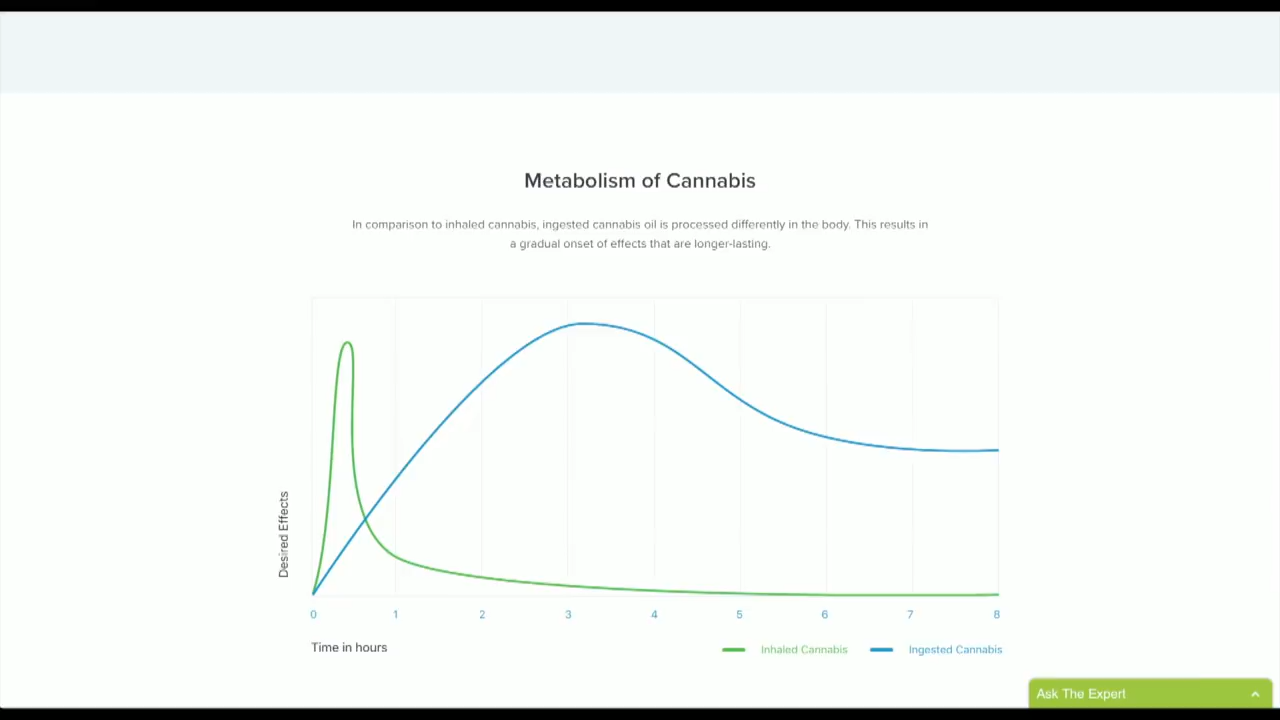 Metabolism of Cannabis
In comparison to inhaled cannabis, ingested cannabis oil is processed differently in the body. This results in
a gradual onset of effects that are longer-lasting.
Desired Effects
0 1 2 3 4 5 6 7 8
Time in hours
Inhaled Cannabis
Ingested Cannabis
Ask The Expert